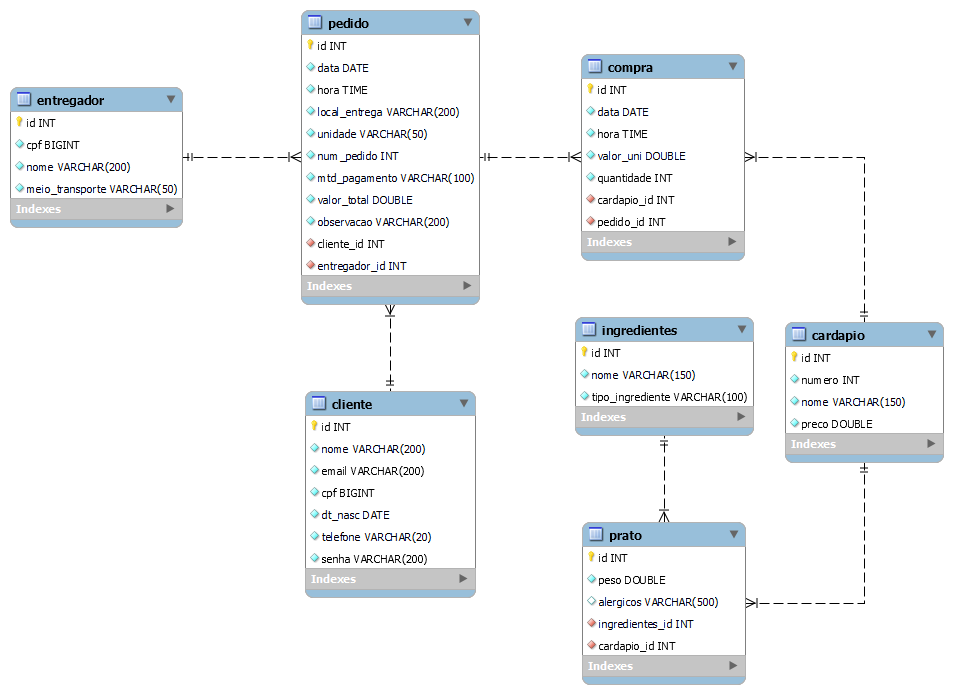 pedido
id INT
data DATE
hora TIME
local_entrega VARCHAR(200)
unidade VARCHAR(50)
num_pedido INT
mtd_pagamento VARCHAR(100)
valor_total DOUBLE
observacao VARCHAR(200)
cliente_id INT
entregador_id INT
Indexes
compra
id INT
data DATE
hora TIME
valor_uni DOUBLE
quantidade INT
cardapio_id INT
pedido_id INT
Indexes
entregador
id INT
cpf BIGINT
nome VARCHAR(200)
meio_transporte VARCHAR(50)
Indexes
ingredientes
id INT
nome VARCHAR(150)
tipo_ingrediente VARCHAR(100)
Indexes
cardapio
id INT
numero INT
nome VARCHAR(150)
preco DOUBLE
Indexes
cliente
id INT
nome VARCHAR(200)
email VARCHAR(200)
cpf BIGINT
dt_nasc DATE
telefone VARCHAR(20)
senha VARCHAR(200)
Indexes
prato
id INT
peso DOUBLE
alergicos VARCHAR(500)
ingredientes_id INT
cardapio_id INT
Indexes